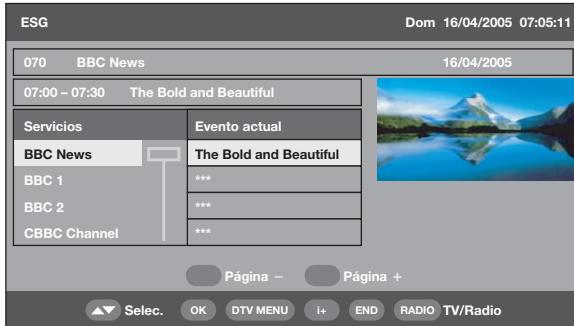 ESG Dom 16/04/2005 07:05:11
070 BBC News 16/04/2005
07:00 – 07:30 The Bold and Beautiful
Servicios Evento actual
BBC News The Bold and Beautiful
BBC 1 ***
BBC 2 ***
CBBC Channel ***
Página − Página +
▲▼ Selec. OK DTV MENU i+ END RADIO TV/Radio